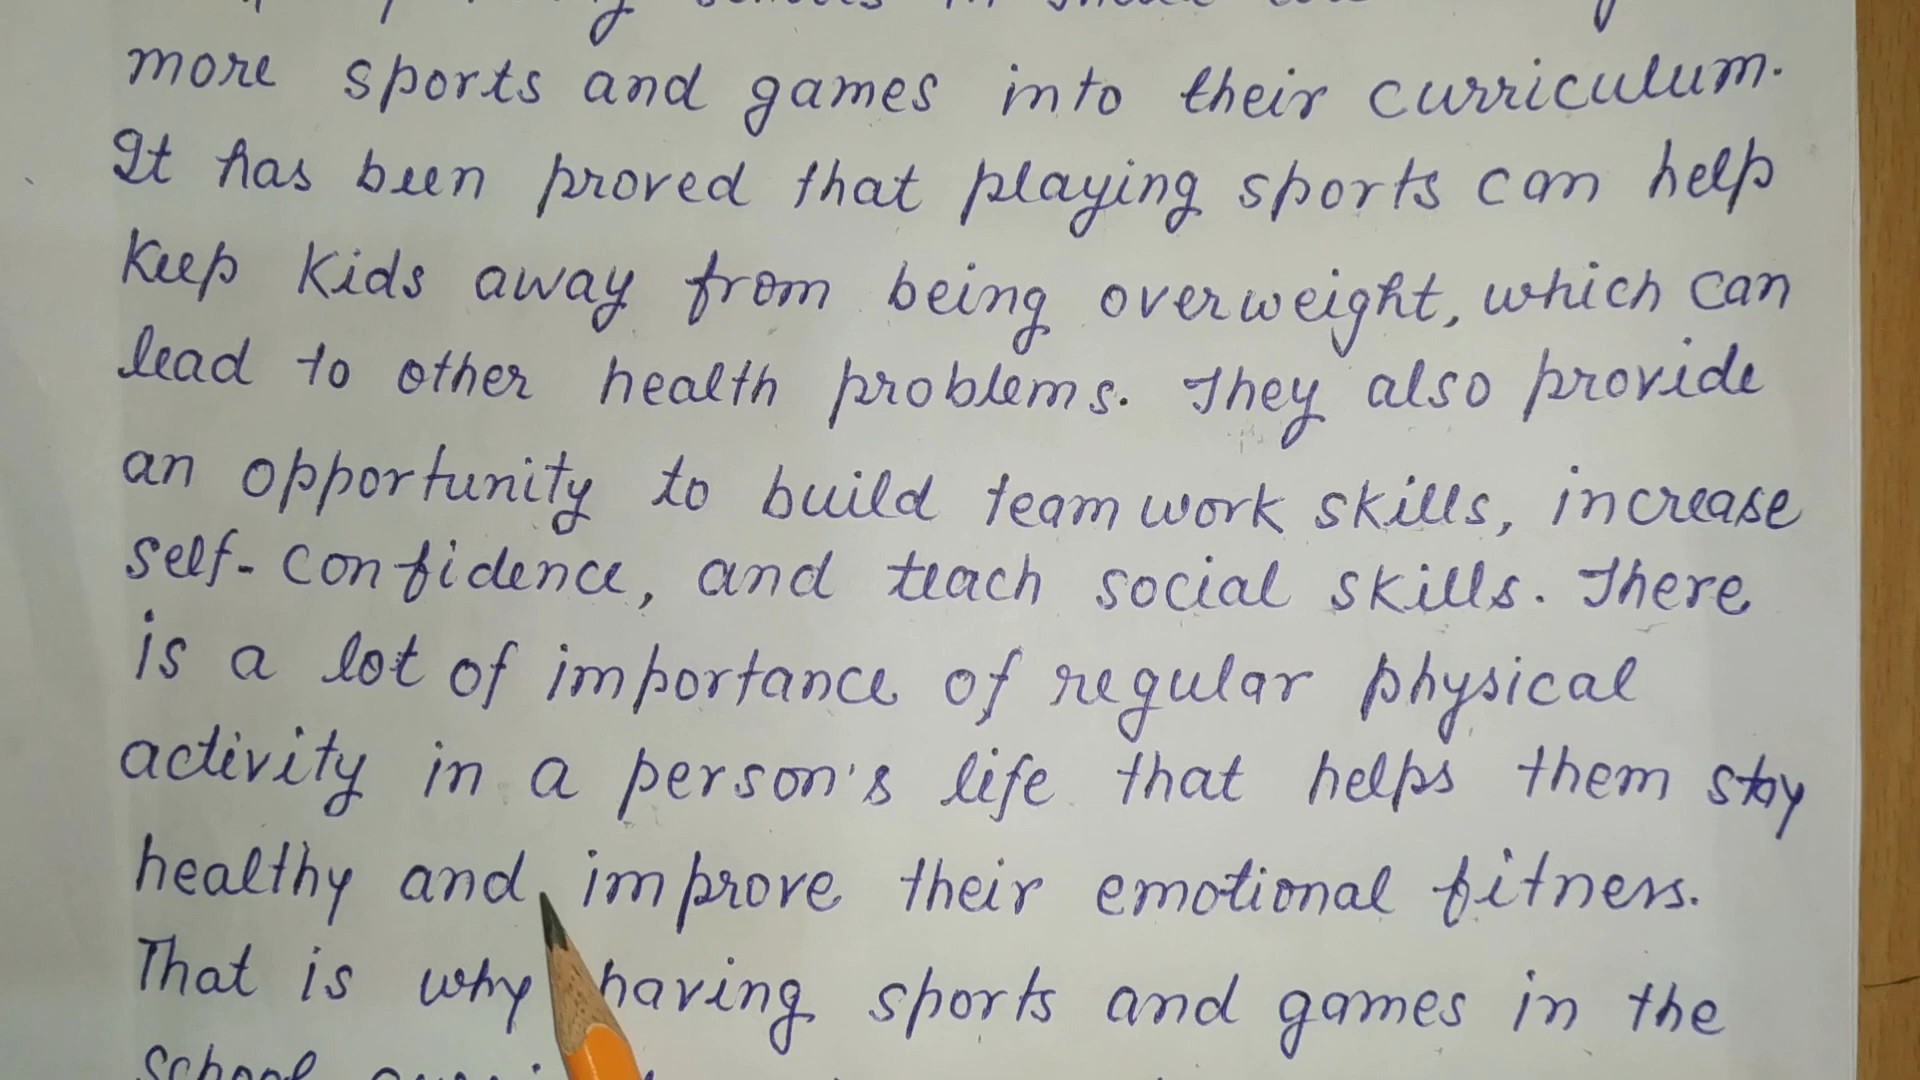 schools in
more sports and games into their curriculum.
It has been proved that playing sports can help
keep kids away from being overweight, which can
lead to other health problems. They also provide
an opportunity to build teamwork skills, increase
self-confidence, and teach social skills. There
is a lot of importance of regular physical
activity in a person's life that helps them stay
healthy and improve their emotional fitness.
That is why having sports and games in the
school